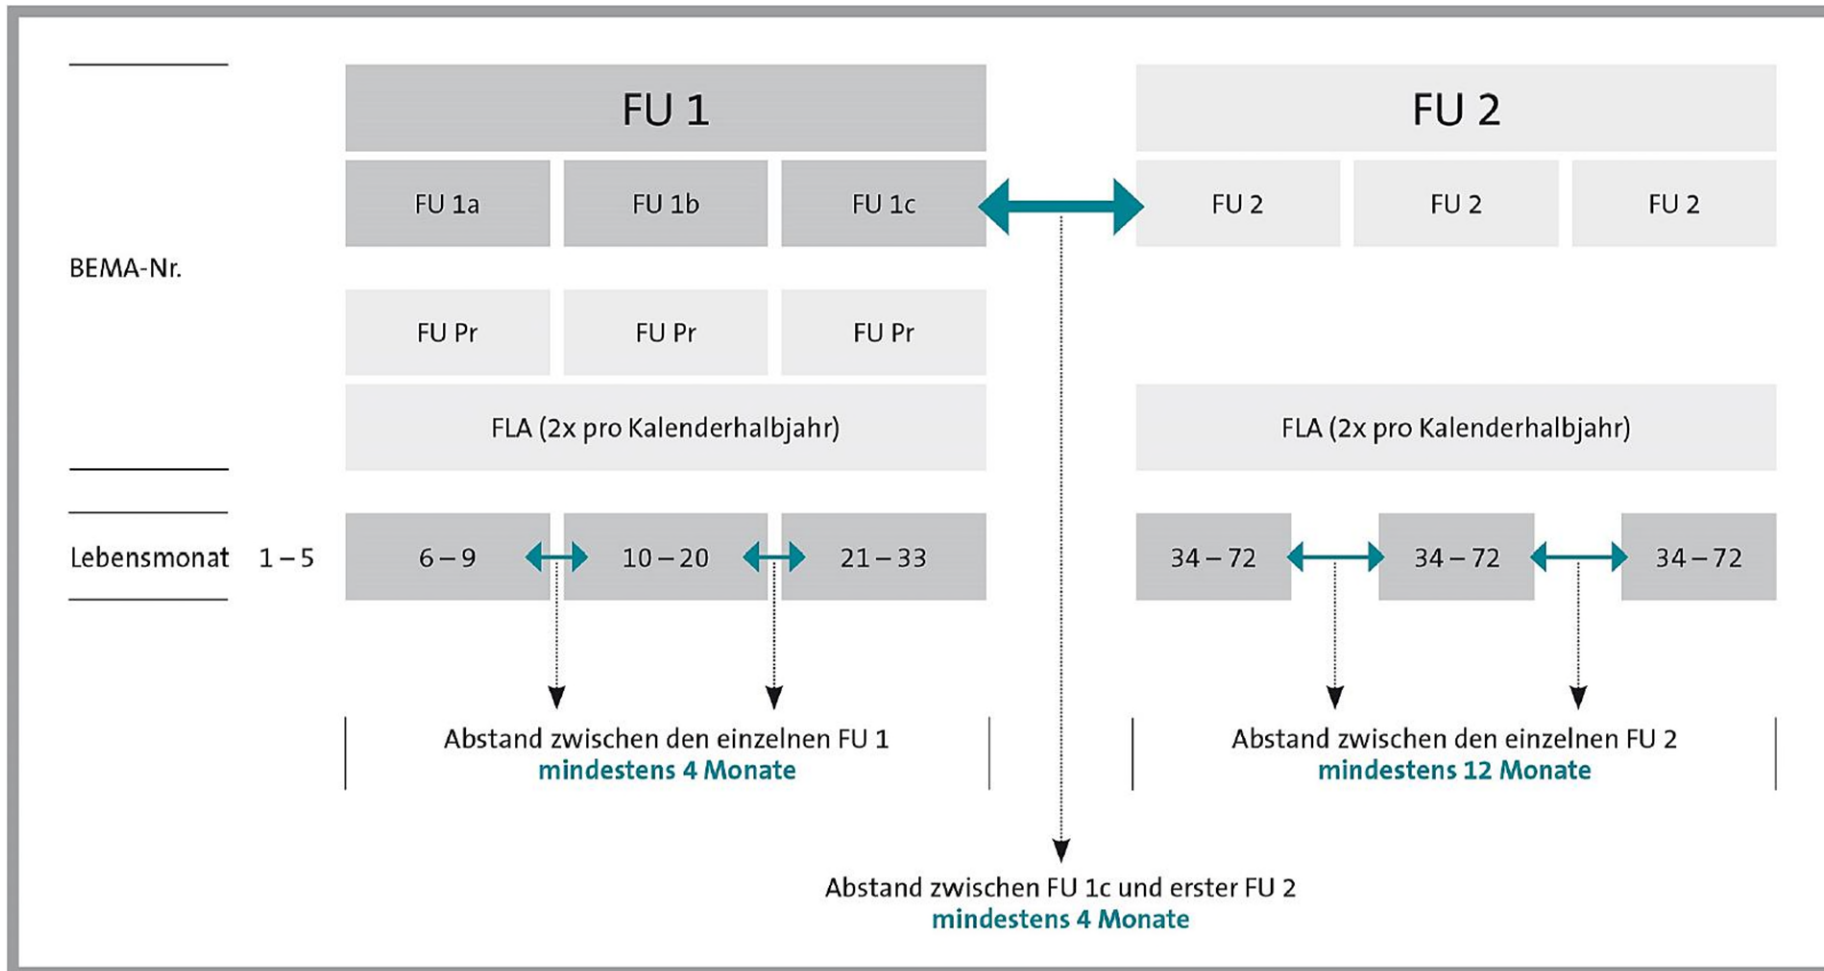 FU 1
FU 2
FU 1a
FU 1b
FU 1c
FU 2
FU 2
FU 2
BEMA-Nr.
FU Pr
FU Pr
FU Pr
FLA (2x pro Kalenderhalbjahr)
FLA (2x pro Kalenderhalbjahr)
Lebensmonat
1 – 5
6 – 9
10 – 20
21 – 33
34 – 72
34 – 72
34 – 72
Abstand zwischen den einzelnen FU 1
mindestens 4 Monate
Abstand zwischen den einzelnen FU 2
mindestens 12 Monate
Abstand zwischen FU 1c und erster FU 2
mindestens 4 Monate